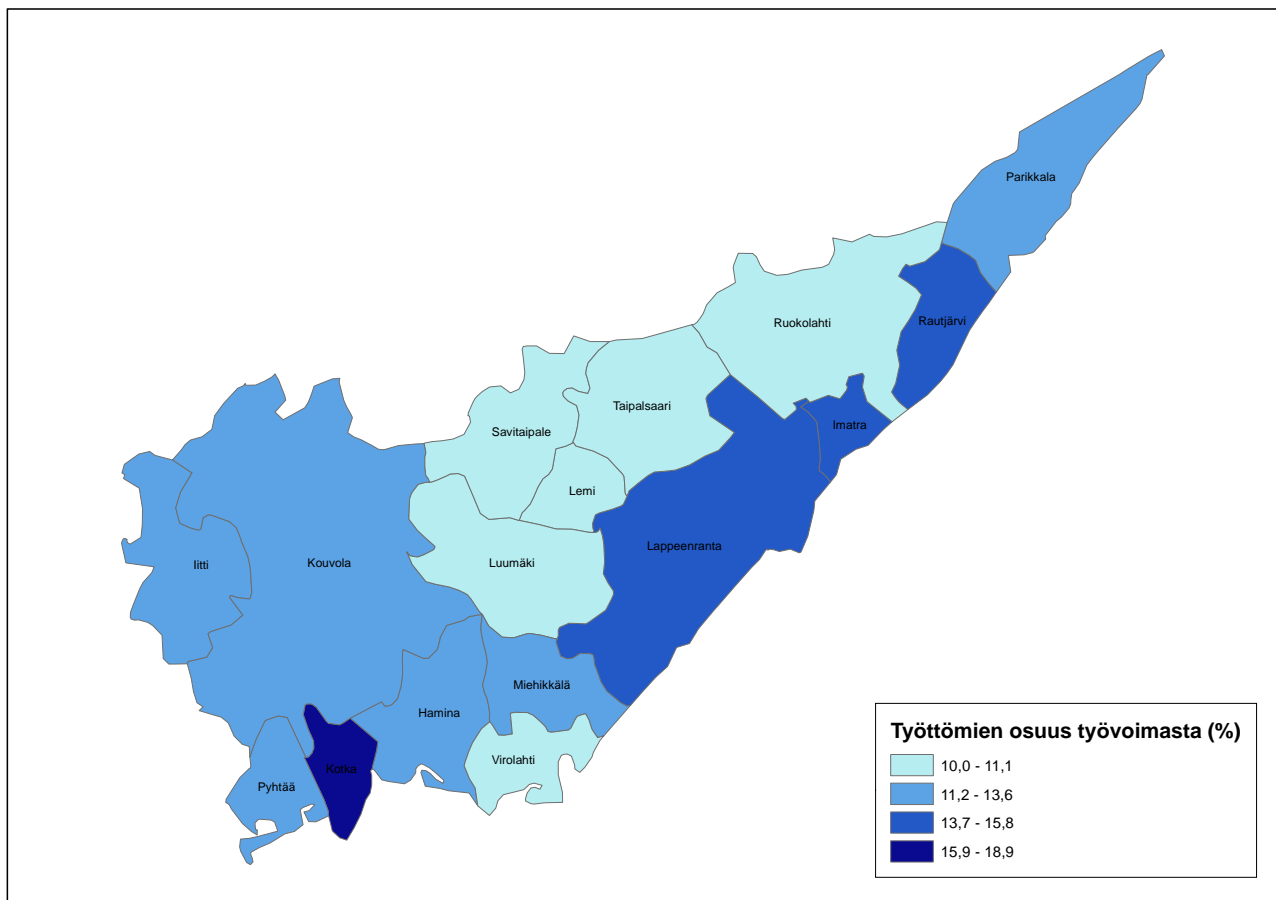 Parikkala
Ruokolahti
Rautjärvi
Taipalsaari
Imatra
Savitaipale
Lemi
Lappeenranta
Iitti
Kouvola
Luumäki
Miehikkälä
Hamina
Virolahti
Kotka
Pyhtää
Työttömien osuus työvoimasta (%)
10,0 - 11,1
11,2 - 13,6
13,7 - 15,8
15,9 - 18,9